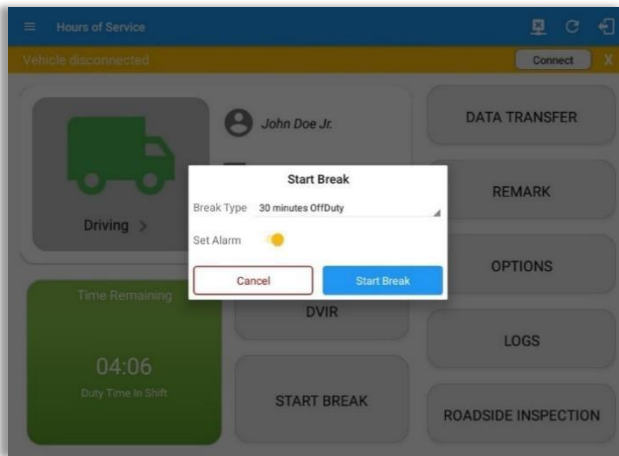 Hours of Service
Vehicle disconnected
Connect
X
John Doe Jr.
Driving >
DATA TRANSFER
REMARK
OPTIONS
LOGS
ROADSIDE INSPECTION
Start Break
Break Type 30 minutes OffDuty
Set Alarm
Cancel
Start Break
Time Remaining
04:06
Duty Time In Shift
DVIR
START BREAK